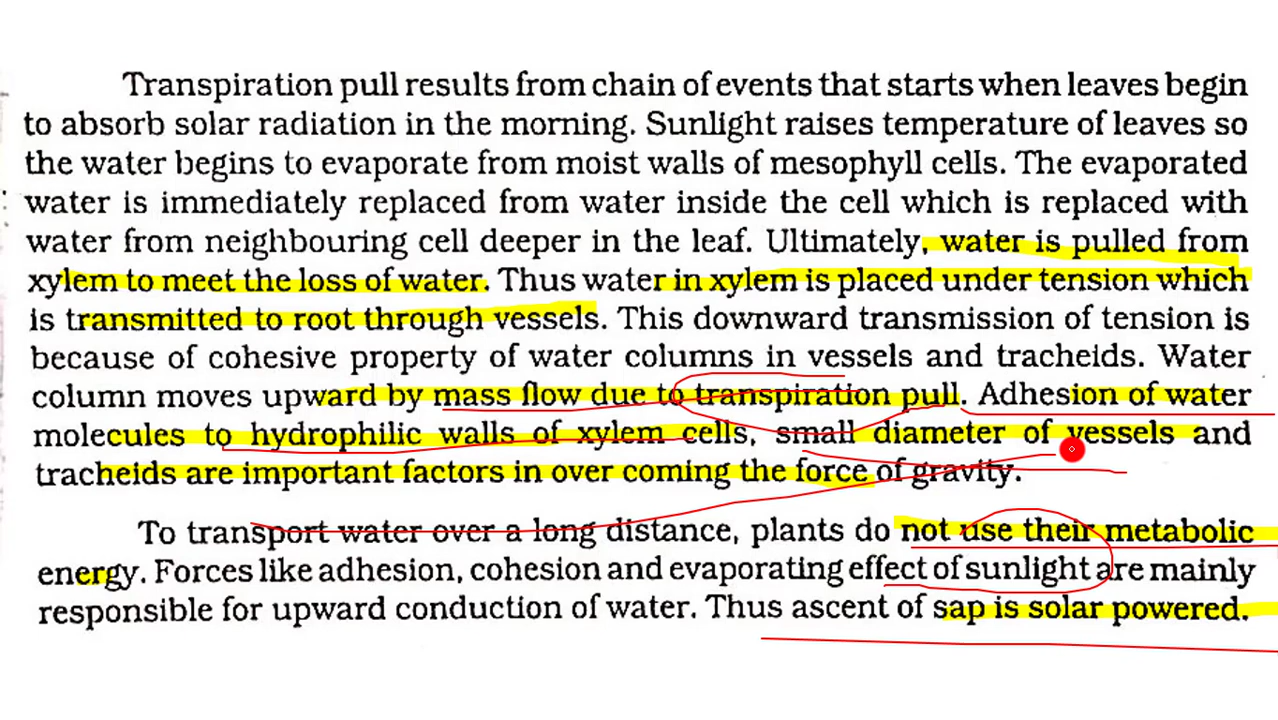 Transpiration pull results from chain of events that starts when leaves begin
to absorb solar radiation in the morning. Sunlight raises temperature of leaves so
the water begins to evaporate from moist walls of mesophyll cells. The evaporated
water is immediately replaced from water inside the cell which is replaced with
water from neighbouring cell deeper in the leaf. Ultimately, water is pulled from
xylem to meet the loss of water. Thus water in xylem is placed under tension which
is transmitted to root through vessels. This downward transmission of tension is
because of cohesive property of water columns in vessels and tracheids. Water
column moves upward by mass flow due to transpiration pull. Adhesion of water
molecules to hydrophilic walls of xylem cells, small diameter of vessels and
tracheids are important factors in over coming the force of gravity.
To transport water over a long distance, plants do not use their metabolic
energy. Forces like adhesion, cohesion and evaporating effect of sunlight are mainly
responsible for upward conduction of water. Thus ascent of sap is solar powered.